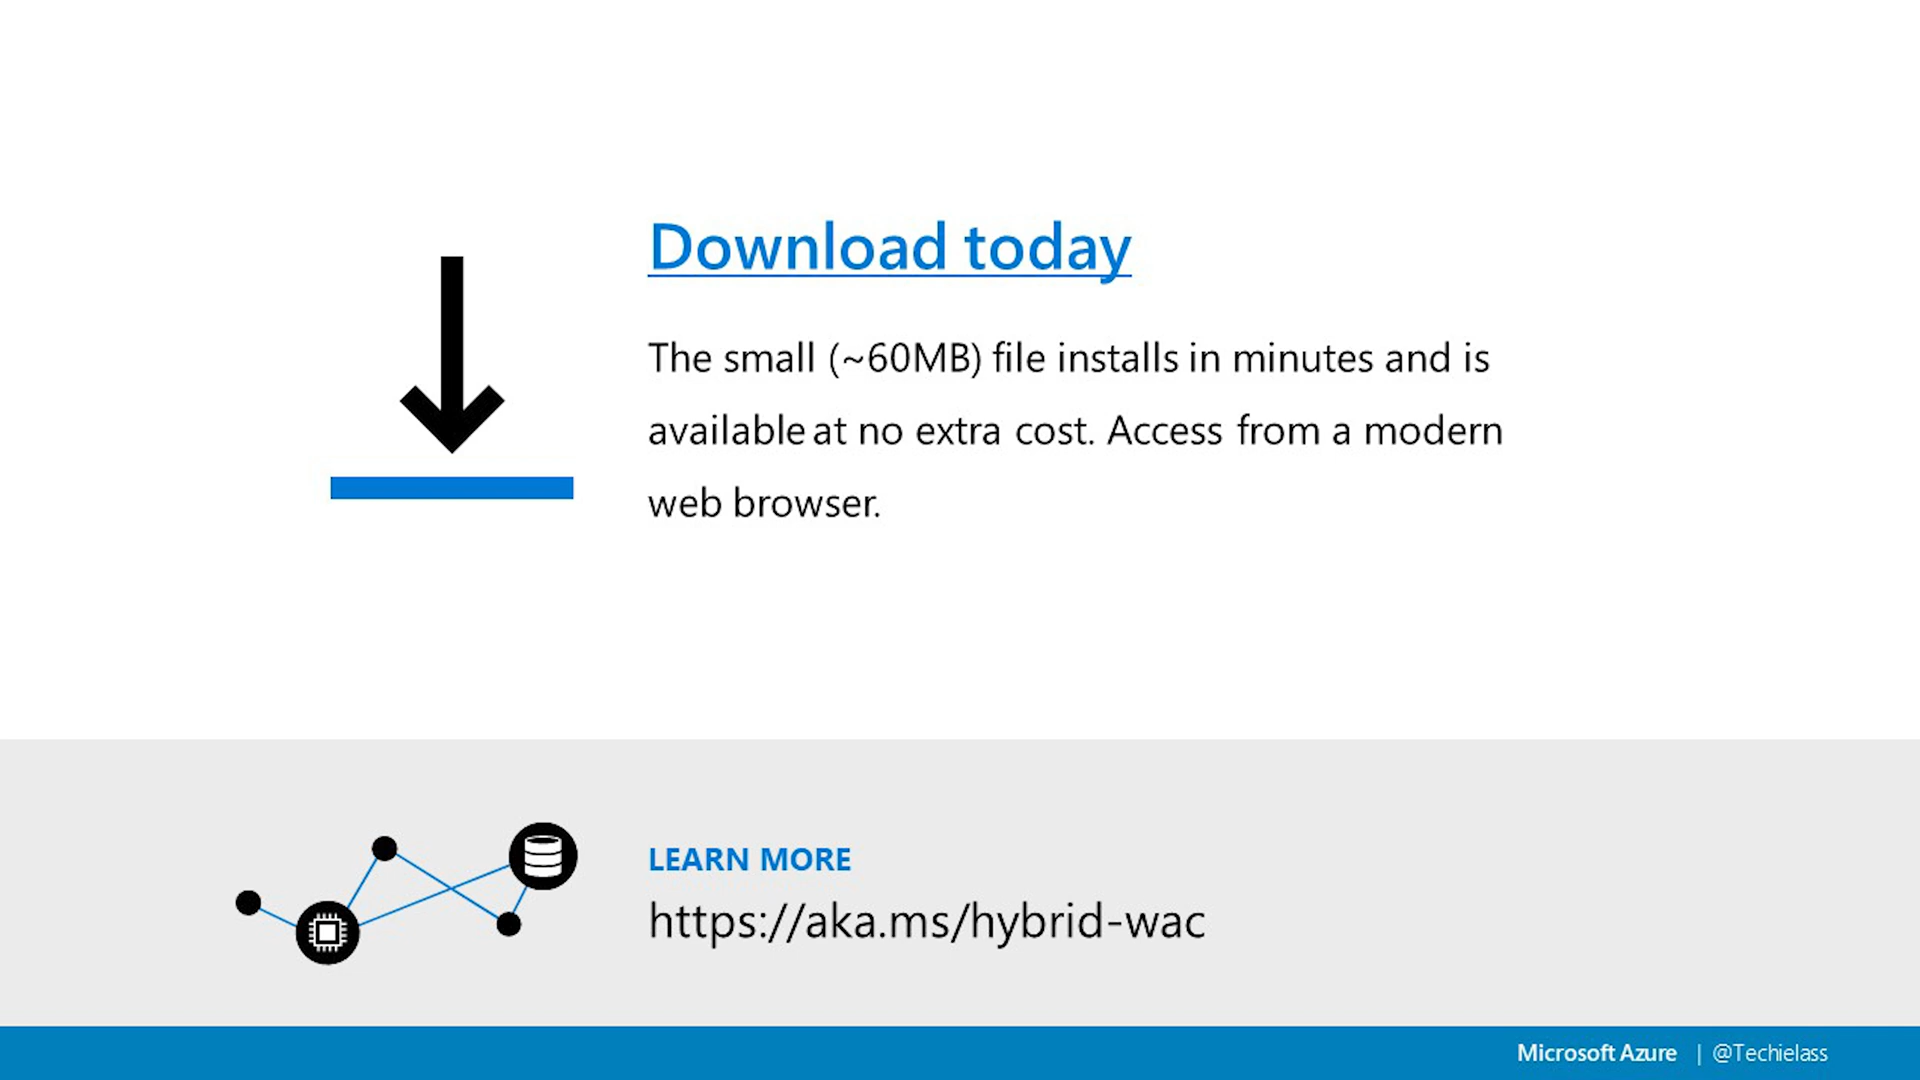 Download today
The small (~60MB) file installs in minutes and is
available at no extra cost. Access from a modern
web browser.
LEARN MORE
https://aka.ms/hybrid-wac
Microsoft Azure | @Techielass